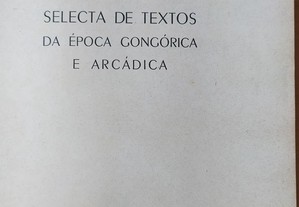 SELECTA DE TEXTOS
DA ÉPOCA GONGÓRICA
E ARCÁDICA